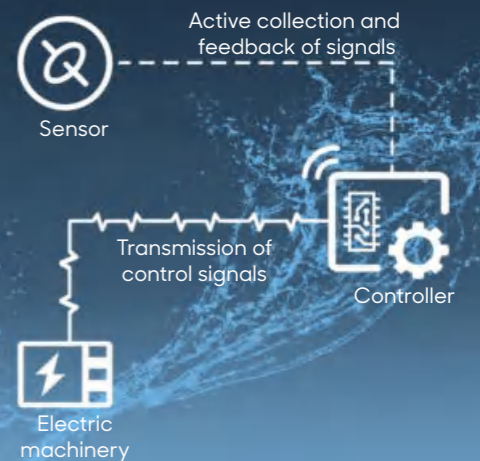 Active collection and
feedback of signals
Sensor
Transmission of
control signals
Controller
Electric
machinery